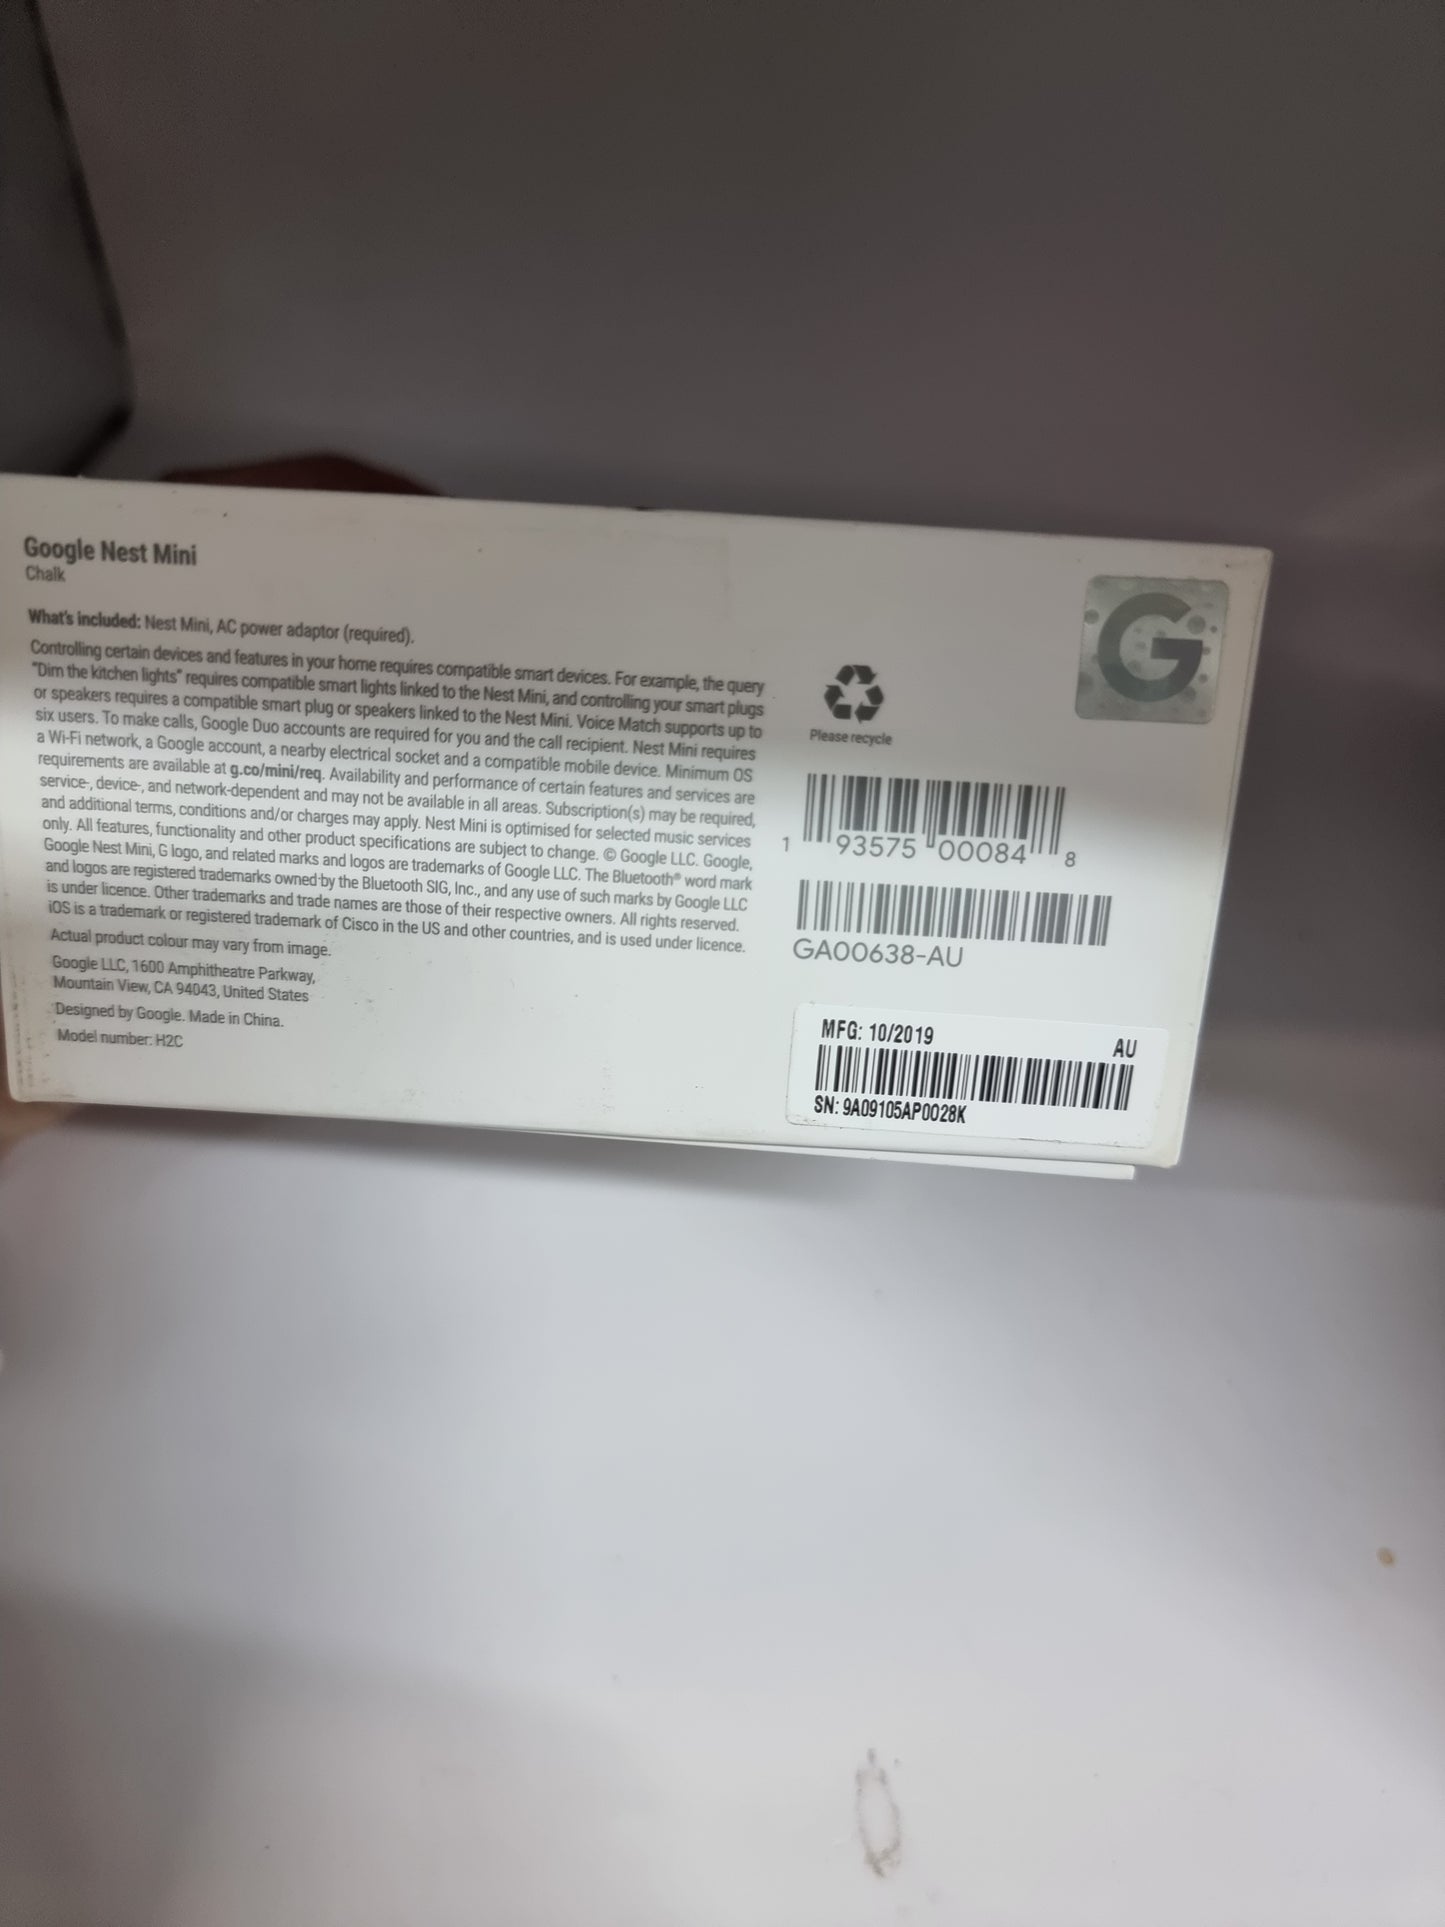 Google Nest Mini
Chalk
What's included: Nest Mini, AC power adaptor (required).
Controlling certain devices and features in your home requires compatible smart devices. For example, the query
"Dim the kitchen lights" requires compatible smart lights linked to the Nest Mini, and controlling your smart plugs
or speakers requires a compatible smart plug or speakers linked to the Nest Mini. Voice Match supports up to
six users. To make calls, Google Duo accounts are required for you and the call recipient. Nest Mini requires
a Wi-Fi network, a Google account, a nearby electrical socket and a compatible mobile device. Minimum OS
requirements are available at g.co/mini/req. Availability and performance of certain features and services are
service-, device-, and network-dependent and may not be available in all areas. Subscription(s) may be required,
and additional terms, conditions and/or charges may apply. Nest Mini is optimised for selected music services
only. All features, functionality and other product specifications are subject to change. © Google LLC. Google,
Google Nest Mini, G logo, and related marks and logos are trademarks of Google LLC. The Bluetooth® word mark
and logos are registered trademarks owned by the Bluetooth SIG, Inc., and any use of such marks by Google LLC
is under licence. Other trademarks and trade names are those of their respective owners. All rights reserved.
iOS is a trademark or registered trademark of Cisco in the US and other countries, and is used under licence.
Actual product colour may vary from image.
Google LLC, 1600 Amphitheatre Parkway,
Mountain View, CA 94043, United States
Designed by Google. Made in China.
Model number: H2C
G
Please recycle
1 93575 00084 8
GA00638-AU
MFG: 10/2019 AU
SN: 9A09105AP0028K